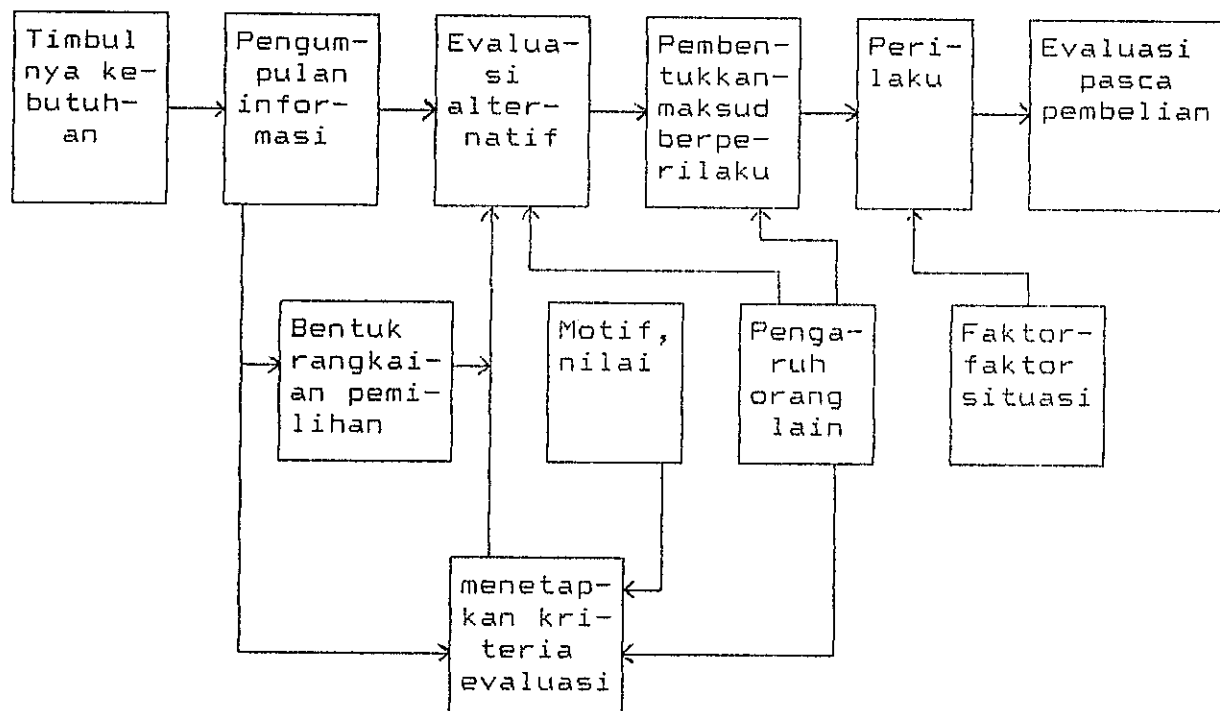 Timbul
nya ke-
butuh-
an
Pengum-
pulan
infor-
masi
Evalua-
si
alter-
natif
Pemben-
tukkan-
maksud
berpe-
rilaku
Peri-
laku
Evaluasi
pasca
pembelian
Bentuk
rangkai-
an pemi-
lihan
Motif,
nilai
Penga-
ruh
orang
lain
Faktor-
faktor
situasi
menetap-
kan kri-
teria
evaluasi